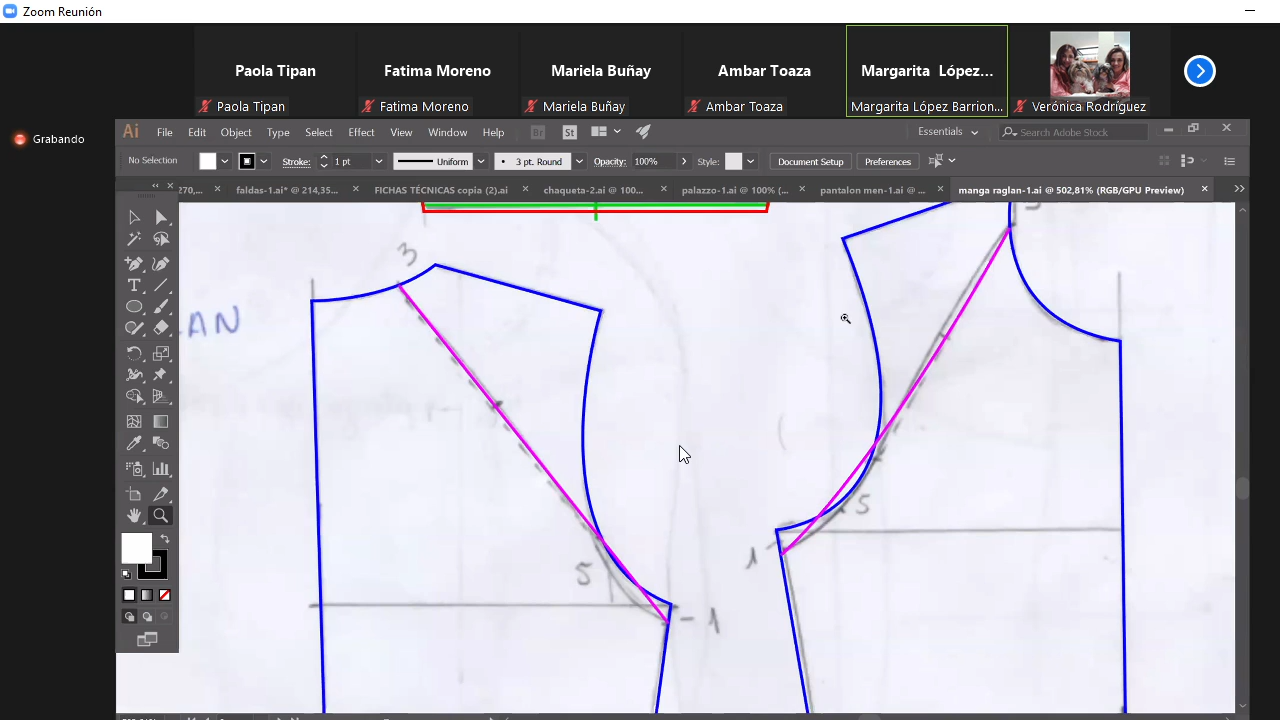 Zoom Reunión
Paola Tipan
Fatima Moreno
Mariela Buñay
Ambar Toaza
Margarita López...
Paola Tipan
Fatima Moreno
Mariela Buñay
Ambar Toaza
Margarita López Barrion...
Verónica Rodríguez
Grabando
Ai File Edit Object Type Select Effect View Window Help Br St Essentials Search Adobe Stock
No Selection Stroke: 1 pt Uniform 3 pt. Round Opacity: 100% Style: Document Setup Preferences
270,... faldas-1.ai* @ 214,35... FICHAS TÉCNICAS copia (2).ai chaqueta-2.ai @ 100... palazzo-1.ai @ 100% (... pantalon men-1.ai @ ... manga raglan-1.ai @ 502,81% (RGB/GPU Preview)
3
LAN
5
1
5
- 1